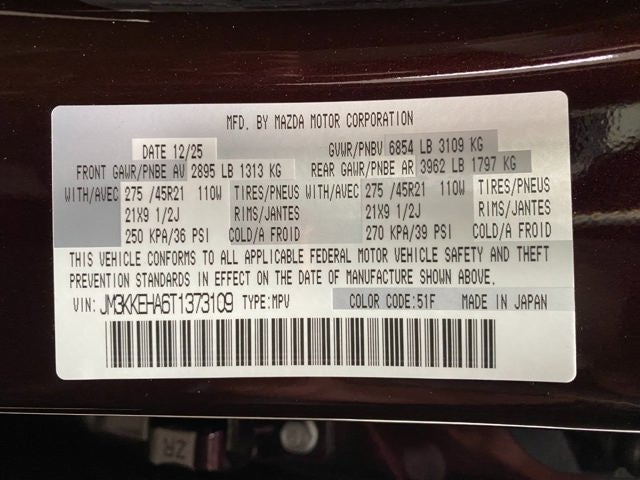 MFD. BY MAZDA MOTOR CORPORATION
DATE 12/25 GVWR/PNBV 6854 LB 3109 KG
FRONT GAWR/PNBE AV 2895 LB 1313 KG REAR GAWR/PNBE AR 3962 LB 1797 KG
WITH/AVEC 275 /45R21 110W TIRES/PNEUS WITH/AVEC 275 /45R21 110W TIRES/PNEUS
21X9 1/2J RIMS/JANTES 21X9 1/2J RIMS/JANTES
250 KPA/36 PSI COLD/A FROID 270 KPA/39 PSI COLD/A FROID
THIS VEHICLE CONFORMS TO ALL APPLICABLE FEDERAL MOTOR VEHICLE SAFETY AND THEFT
PREVENTION STANDARDS IN EFFECT ON THE DATE OF MANUFACTURE SHOWN ABOVE.
VIN: JM3KKEHA6T1373109 TYPE:MPV COLOR CODE:51F MADE IN JAPAN
ZR